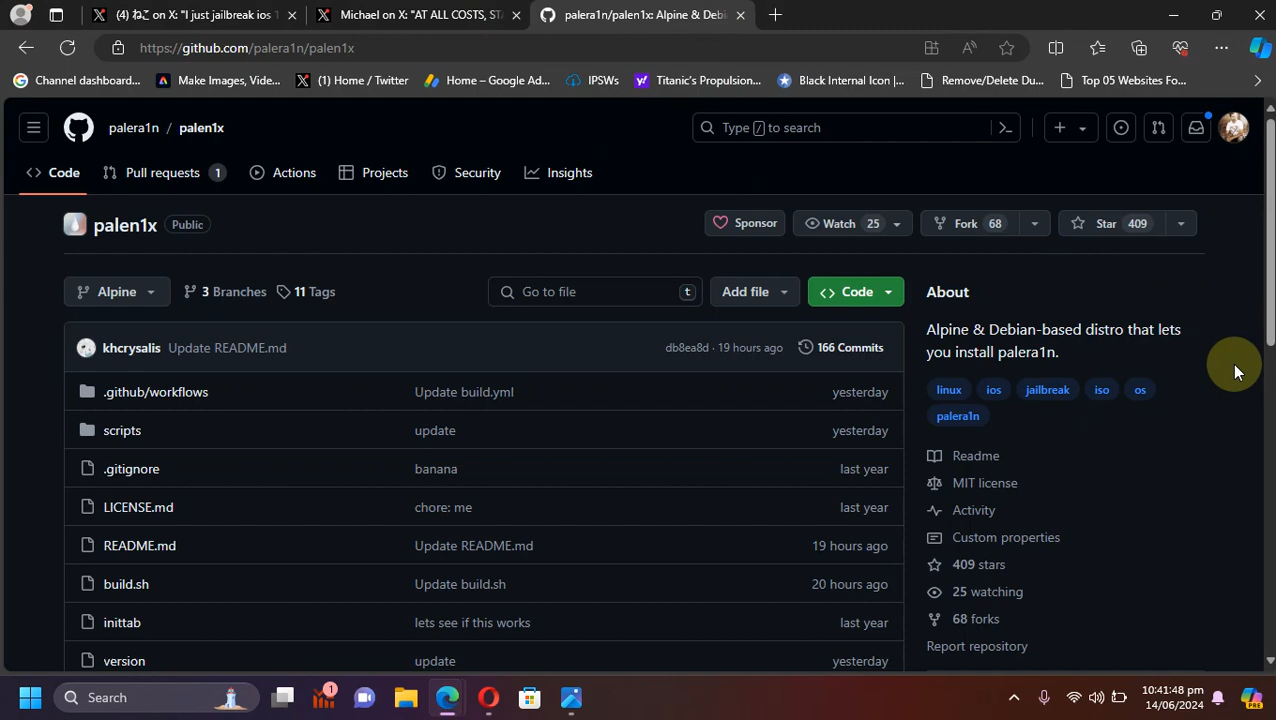 (4) ねこ on X: "I just jailbreak ios 1
Michael on X: "AT ALL COSTS, STA
palera1n/palen1x: Alpine & Deb
https://github.com/palera1n/palen1x
Channel dashboard...
Make Images, Vide...
(1) Home / Twitter
Home – Google Ad...
IPSWs
Titanic's Propulsion...
Black Internal Icon |...
Remove/Delete Du...
Top 05 Websites Fo...
palera1n / palen1x
Type / to search
Code
Pull requests 1
Actions
Projects
Security
Insights
palen1x Public
Sponsor
Watch 25
Fork 68
Star 409
Alpine
3 Branches
11 Tags
Go to file t
Add file
Code
About
Alpine & Debian-based distro that lets
you install palera1n.
khcrysalis Update README.md db8ea8d · 19 hours ago 166 Commits
.github/workflows Update build.yml yesterday
scripts update yesterday
.gitignore banana last year
LICENSE.md chore: me last year
README.md Update README.md 19 hours ago
build.sh Update build.sh 20 hours ago
inittab lets see if this works last year
version update yesterday
linux ios jailbreak iso os
palera1n
Readme
MIT license
Activity
Custom properties
409 stars
25 watching
68 forks
Report repository
Search
1
10:41:48 pm
14/06/2024
PRE